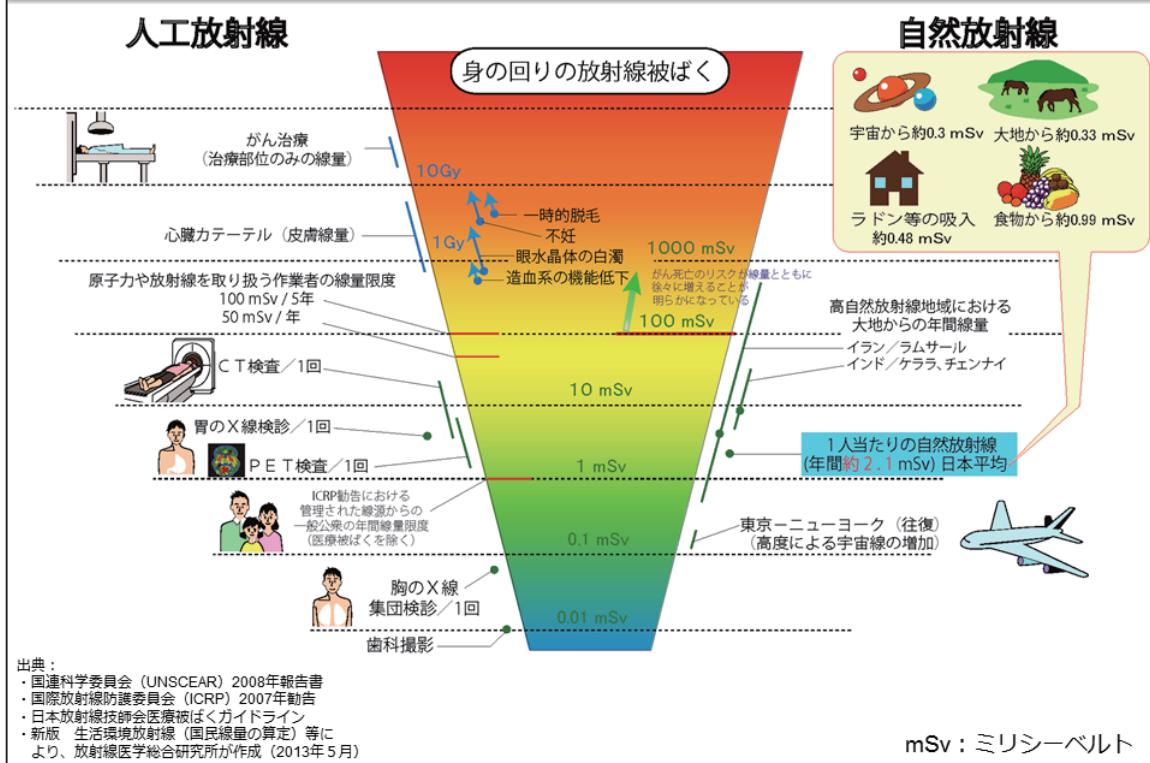 人工放射線
自然放射線
身の回りの放射線被ばく
宇宙から約0.3 mSv
大地から約0.33 mSv
ラドン等の吸入
約0.48 mSv
食物から約0.99 mSv
がん治療
(治療部位のみの線量)
10Gy
心臓カテーテル(皮膚線量)
1Gy
一時的脱毛
不妊
眼水晶体の白濁
造血系の機能低下
1000 mSv
がん死亡のリスクが線量とともに
徐々に増えることが
明らかになっている
100 mSv
原子力や放射線を取り扱う作業者の線量限度
100 mSv / 5年
50 mSv / 年
高自然放射線地域における
大地からの年間線量
イラン/ラムサール
インド/ケララ、チェンナイ
CT検査/1回
10 mSv
胃のX線検診/1回
PET検査/1回
1人当たりの自然放射線
(年間約2.1mSv) 日本平均
1 mSv
ICRP勧告における
管理された線源からの
一般公衆の年間線量限度
(医療被ばくを除く)
0.1 mSv
東京−ニューヨーク(往復)
(高度による宇宙線の増加)
胸のX線
集団検診/1回
0.01 mSv
歯科撮影
出典:
・国連科学委員会(UNSCEAR)2008年報告書
・国際放射線防護委員会(ICRP)2007年勧告
・日本放射線技師会医療被ばくガイドライン
・新版 生活環境放射線(国民線量の算定)等に
より、放射線医学総合研究所が作成(2013年5月)
mSv:ミリシーベルト